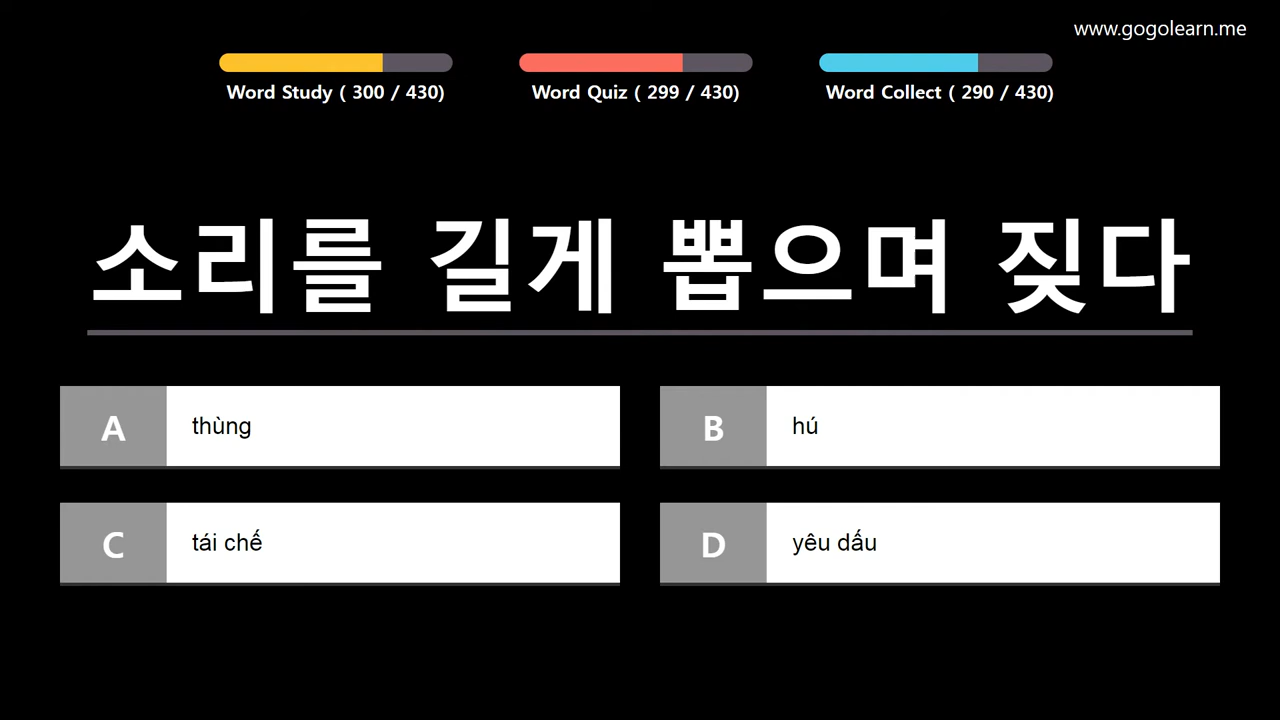 www.gogolearn.me
Word Study ( 300 / 430)
Word Quiz ( 299 / 430)
Word Collect ( 290 / 430)
소리를 길게 뽑으며 짖다
A thùng
B hú
C tái chế
D yêu dấu